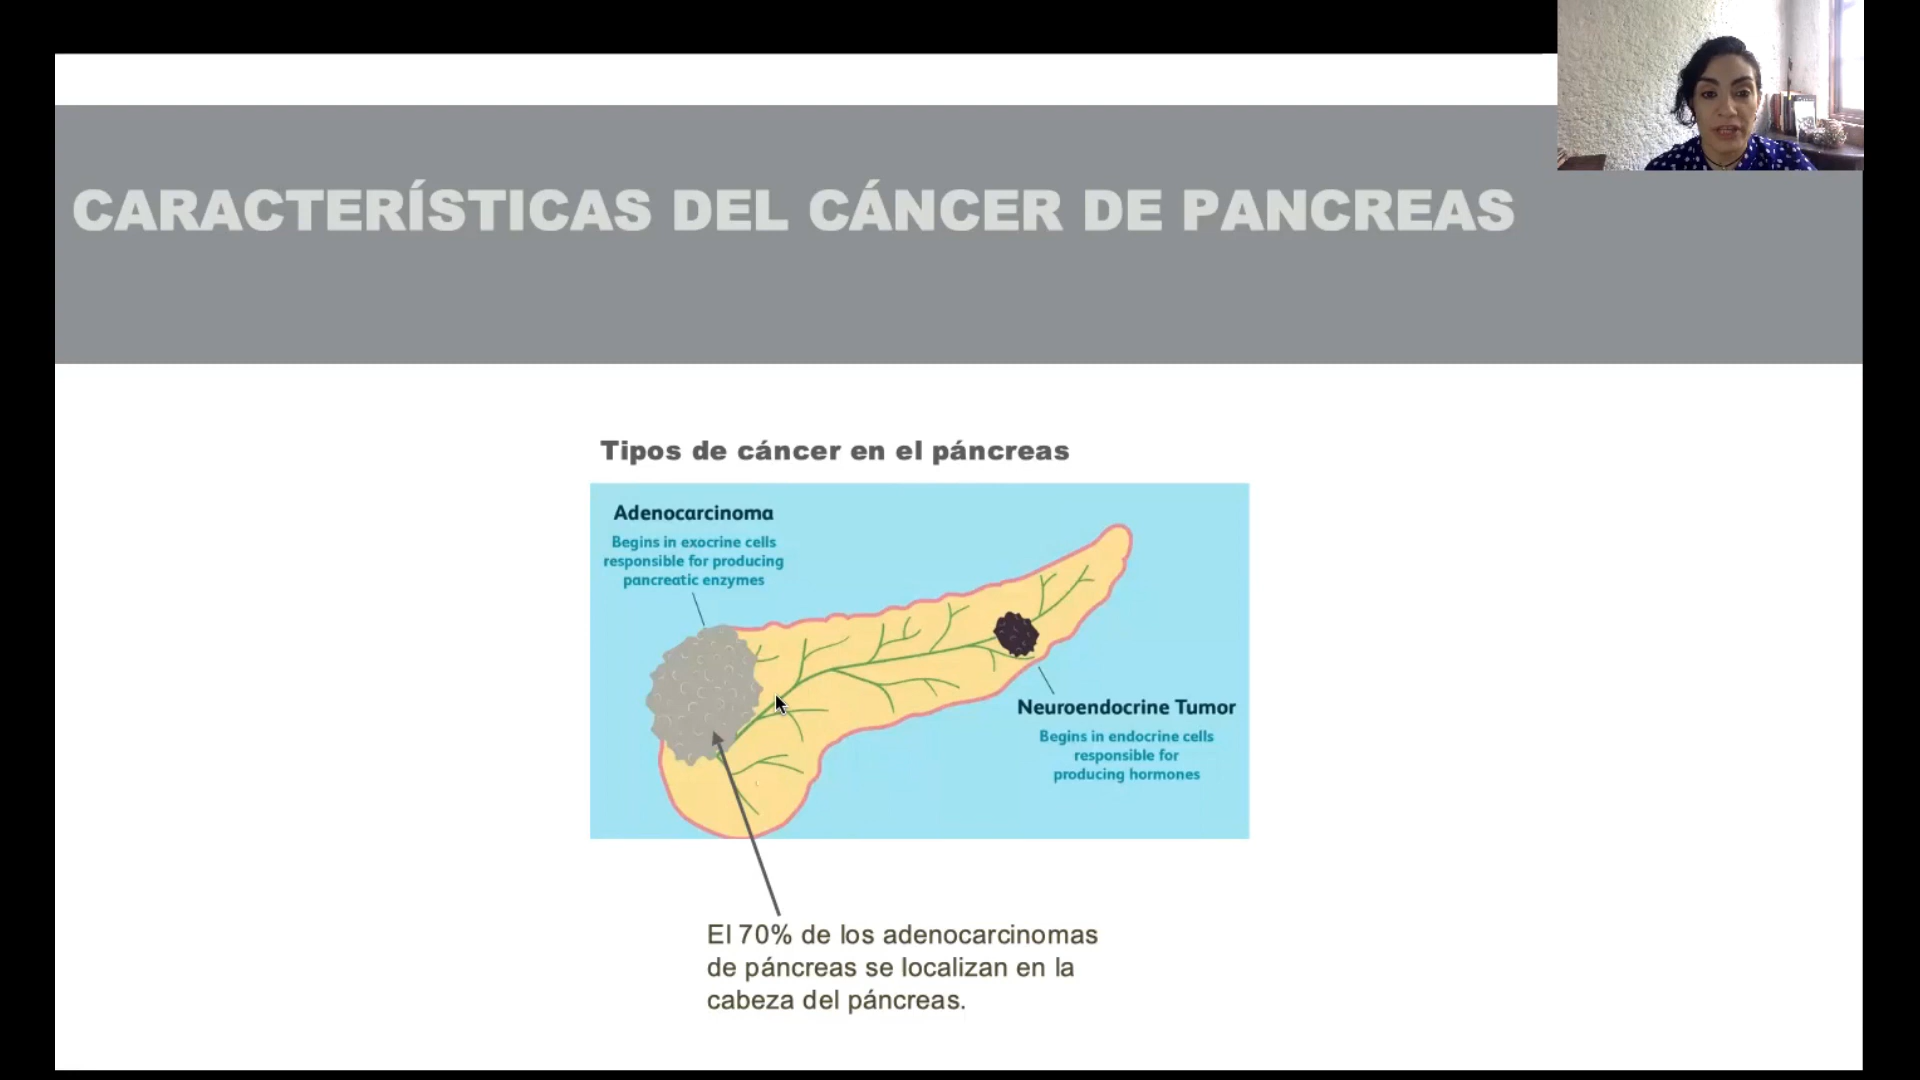 CARACTERÍSTICAS DEL CÁNCER DE PANCREAS
Tipos de cáncer en el páncreas
Adenocarcinoma
Begins in exocrine cells
responsible for producing
pancreatic enzymes
Neuroendocrine Tumor
Begins in endocrine cells
responsible for
producing hormones
El 70% de los adenocarcinomas
de páncreas se localizan en la
cabeza del páncreas.